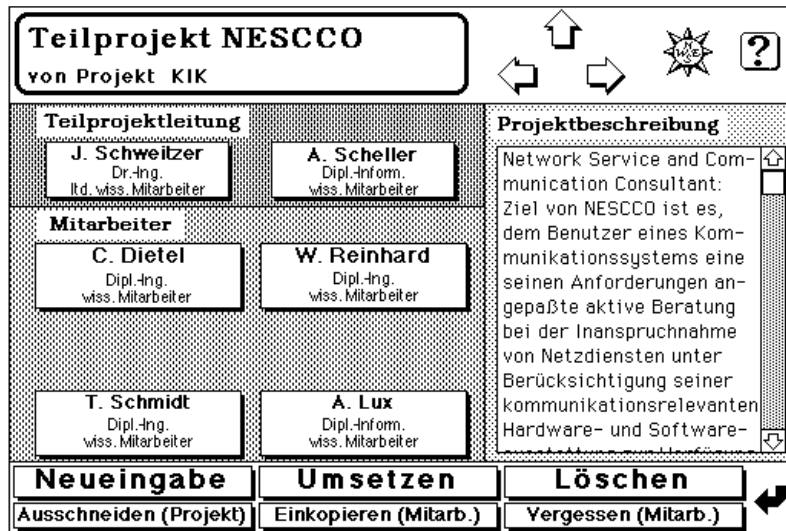 Teilprojekt NESCCO
von Projekt KIK
N
W E
S
?
Teilprojektleitung
J. Schweitzer
Dr.-Ing.
ltd. wiss. Mitarbeiter
A. Scheller
Dipl.-Inform.
wiss. Mitarbeiter
Mitarbeiter
C. Dietel
Dipl.-Ing.
wiss. Mitarbeiter
W. Reinhard
Dipl.-Ing.
wiss. Mitarbeiter
T. Schmidt
Dipl.-Ing.
wiss. Mitarbeiter
A. Lux
Dipl.-Inform.
wiss. Mitarbeiter
Projektbeschreibung
Network Service and Com-
munication Consultant:
Ziel von NESCCO ist es,
dem Benutzer eines Kom-
munikationssystems eine
seinen Anforderungen an-
gepaßte aktive Beratung
bei der Inanspruchnahme
von Netzdiensten unter
Berücksichtigung seiner
kommunikationsrelevanten
Hardware- und Software-
Neueingabe
Umsetzen
Löschen
Ausschneiden (Projekt)
Einkopieren (Mitarb.)
Vergessen (Mitarb.)